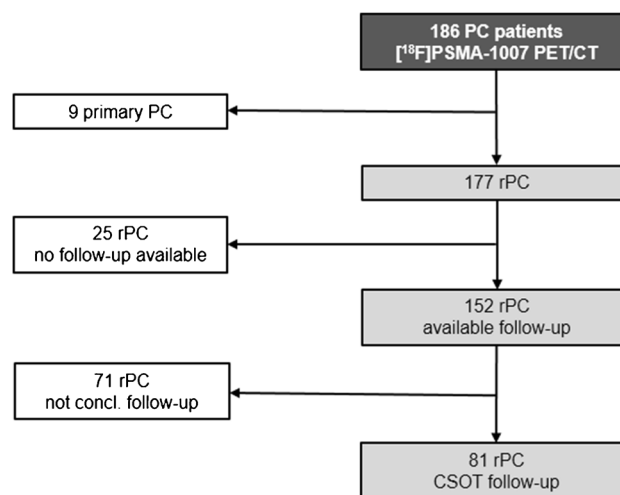 186 PC patients
[¹⁸F]PSMA-1007 PET/CT
9 primary PC
177 rPC
25 rPC
no follow-up available
152 rPC
available follow-up
71 rPC
not concl. follow-up
81 rPC
CSOT follow-up